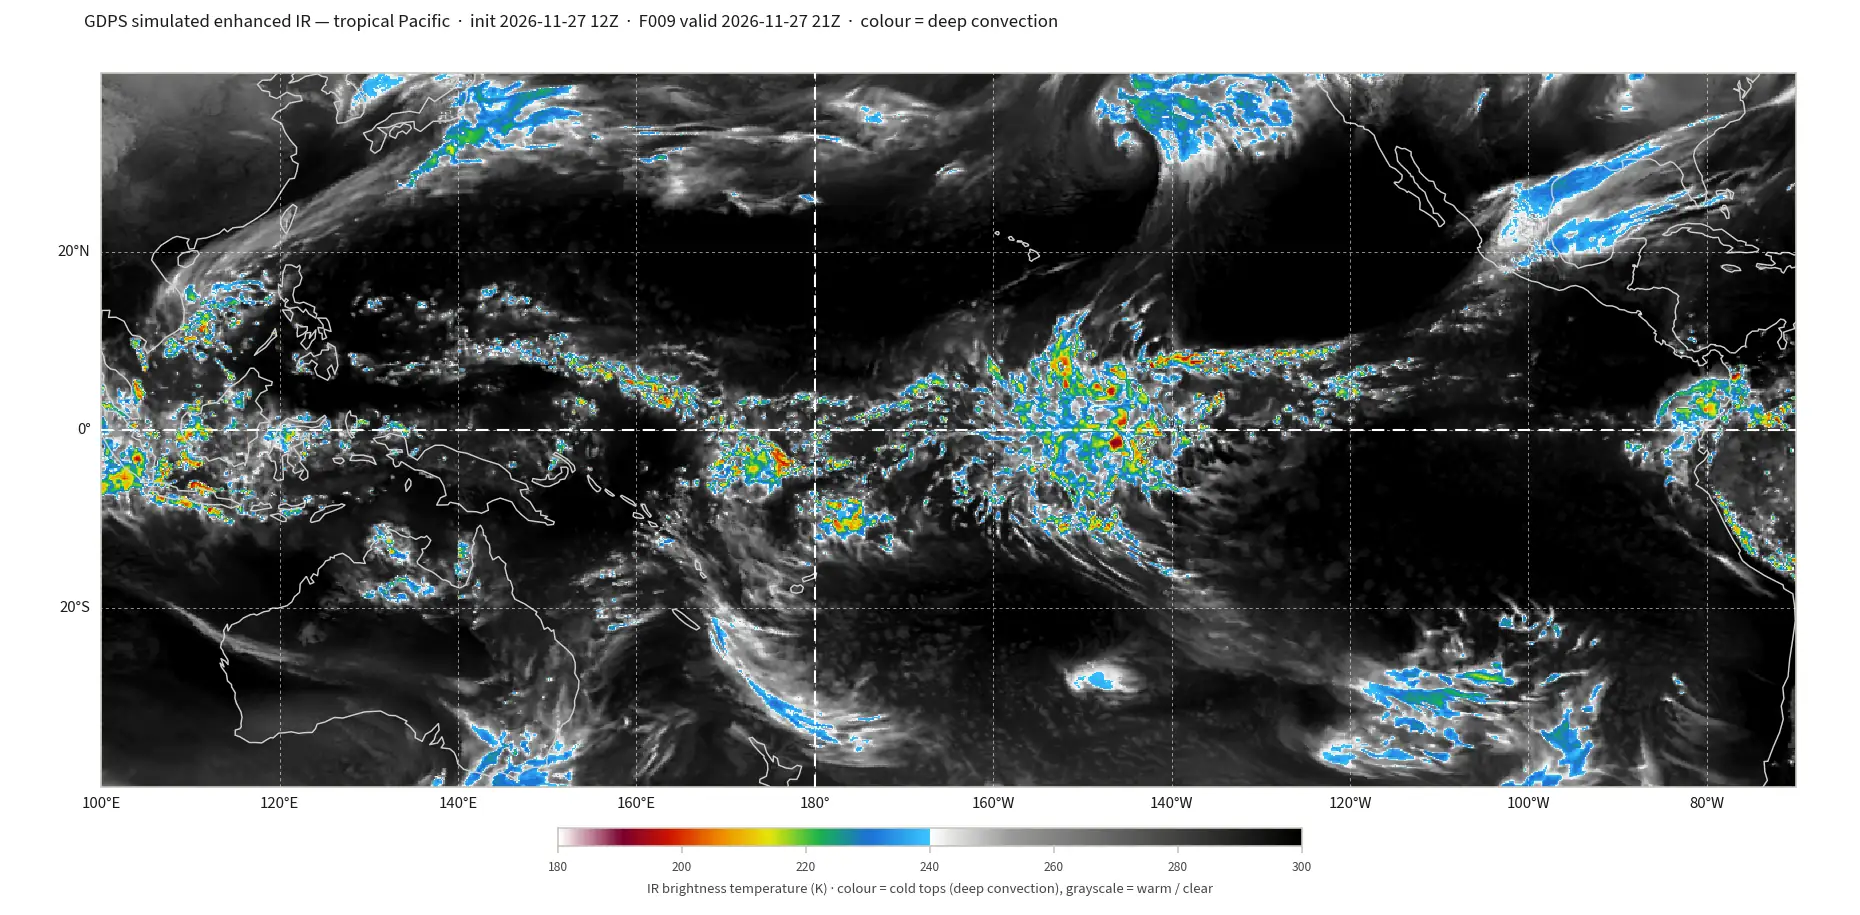 GDPS simulated enhanced IR — tropical Pacific · init 2026-11-27 12Z · F009 valid 2026-11-27 21Z · colour = deep convection
20°N
0°
20°S
100°E 120°E 140°E 160°E 180° 160°W 140°W 120°W 100°W 80°W
180 200 220 240 260 280 300
IR brightness temperature (K) · colour = cold tops (deep convection), grayscale = warm / clear